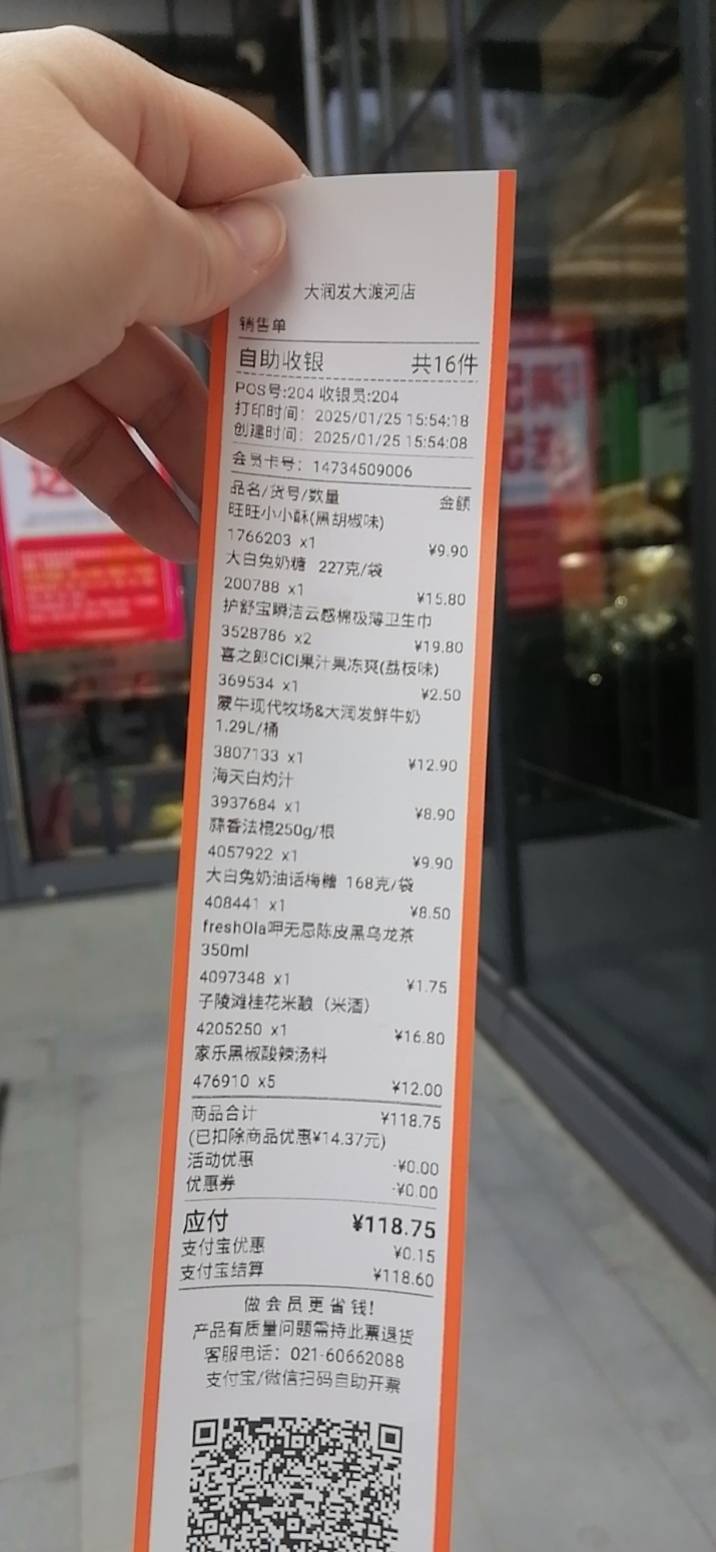 大润发大渡河店
销售单
自助收银 共16件
POS号:204 收银员:204
打印时间: 2025/01/25 15:54:18
创建时间: 2025/01/25 15:54:08
会员卡号: 14734509006
品名/货号/数量 金额
旺旺小小酥(黑胡椒味)
1766203 x1 ¥9.90
大白兔奶糖 227克/袋
200788 x1 ¥15.80
护舒宝瞬洁云感棉极薄卫生巾
3528786 x2 ¥19.80
喜之郎CICI果汁果冻爽(荔枝味)
369534 x1 ¥2.50
蒙牛现代牧场&大润发鲜牛奶
1.29L/桶
3807133 x1 ¥12.90
海天白灼汁
3937684 x1 ¥8.90
蒜香法棍250g/根
4057922 x1 ¥9.90
大白兔奶油话梅糖 168克/袋
408441 x1 ¥8.50
freshOla呷无忌陈皮黑乌龙茶
350ml
4097348 x1 ¥1.75
子陵滩桂花米酿（米酒）
4205250 x1 ¥16.80
家乐黑椒酸辣汤料
476910 x5 ¥12.00
商品合计 ¥118.75
(已扣除商品优惠¥14.37元)
活动优惠 -¥0.00
优惠券 -¥0.00
应付 ¥118.75
支付宝优惠 ¥0.15
支付宝结算 ¥118.60
做会员更省钱!
产品有质量问题需持此票退货
客服电话: 021-60662088
支付宝/微信扫码自助开票